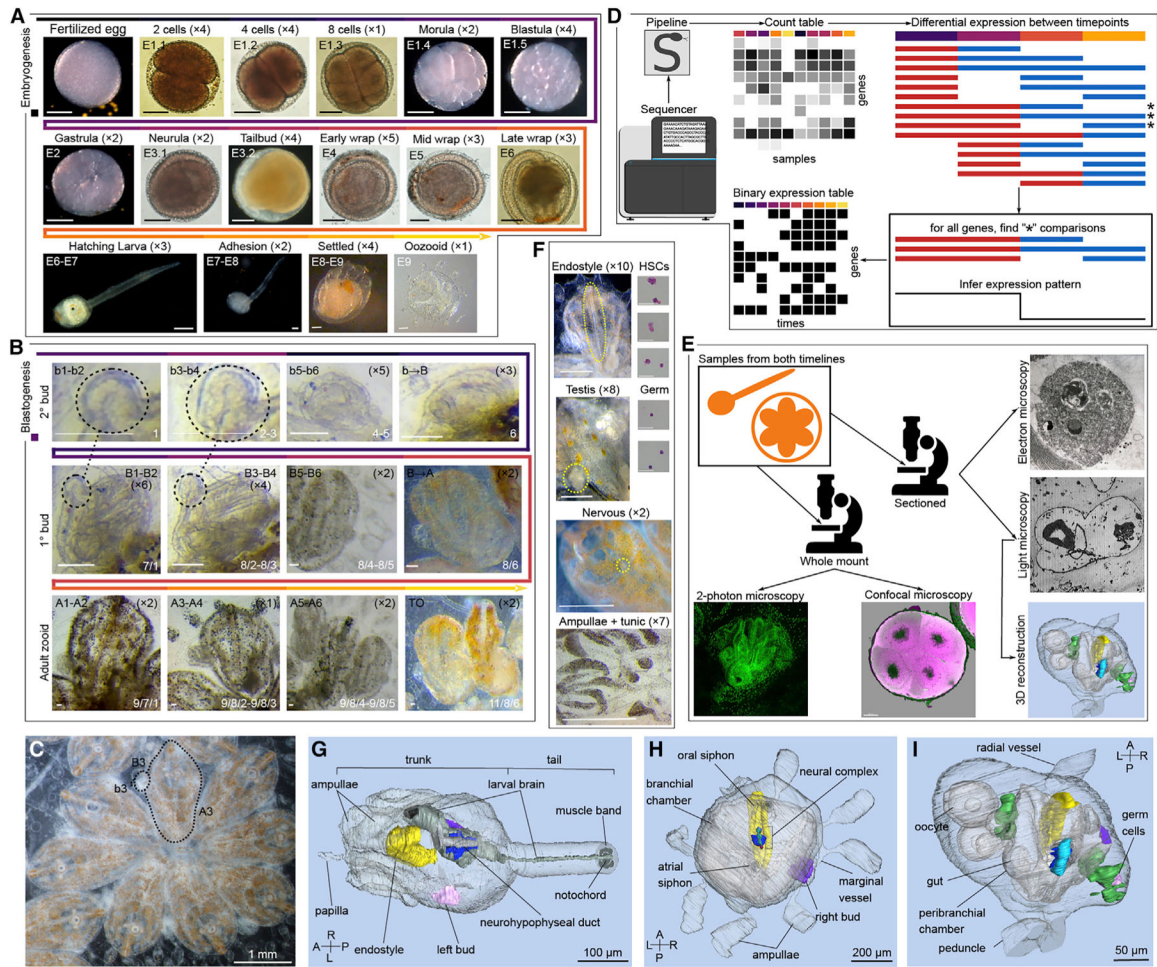 A
Embryogenesis
Fertilized egg
2 cells (×4)
4 cells (×4)
8 cells (×1)
Morula (×2)
Blastula (×4)
E1.1
E1.2
E1.3
E1.4
E1.5
Gastrula (×2)
Neurula (×2)
Tailbud (×4)
Early wrap (×5)
Mid wrap (×3)
Late wrap (×3)
E2
E3.1
E3.2
E4
E5
E6
Hatching Larva (×3)
Adhesion (×2)
Settled (×4)
Oozooid (×1)
E6-E7
E7-E8
E8-E9
E9
B
Blastogenesis
2° bud
b1-b2
b3-b4
b5-b6
(×5)
b→B
(×3)
1
2-3
4-5
6
1° bud
B1-B2
(×6)
B3-B4
(×4)
B5-B6
(×2)
B→A
(×2)
7/1
8/2-8/3
8/4-8/5
8/6
Adult zooid
A1-A2
(×2)
A3-A4
(×1)
A5-A6
(×2)
TO
(×2)
9/7/1
9/8/2-9/8/3
9/8/4-9/8/5
11/8/6
C
B3
b3
A3
1 mm
D
Pipeline
Count table
Differential expression between timepoints
Sequencer
genes
samples
*
*
*
Binary expression table
genes
times
for all genes, find "*" comparisons
Infer expression pattern
E
Samples from both timelines
Sectioned
Whole mount
Electron microscopy
Light microscopy
3D reconstruction
2-photon microscopy
Confocal microscopy
F
Endostyle (×10)
HSCs
Testis (×8)
Germ
Nervous (×2)
Ampullae + tunic (×7)
G
trunk
tail
ampullae
larval brain
muscle band
papilla
endostyle
left bud
neurohypophyseal duct
notochord
R
A
P
L
100 µm
H
oral siphon
neural complex
branchial chamber
atrial siphon
marginal vessel
right bud
ampullae
R
A
P
L
200 µm
I
radial vessel
A
L
R
P
oocyte
germ cells
gut
peribranchial chamber
peduncle
50 µm